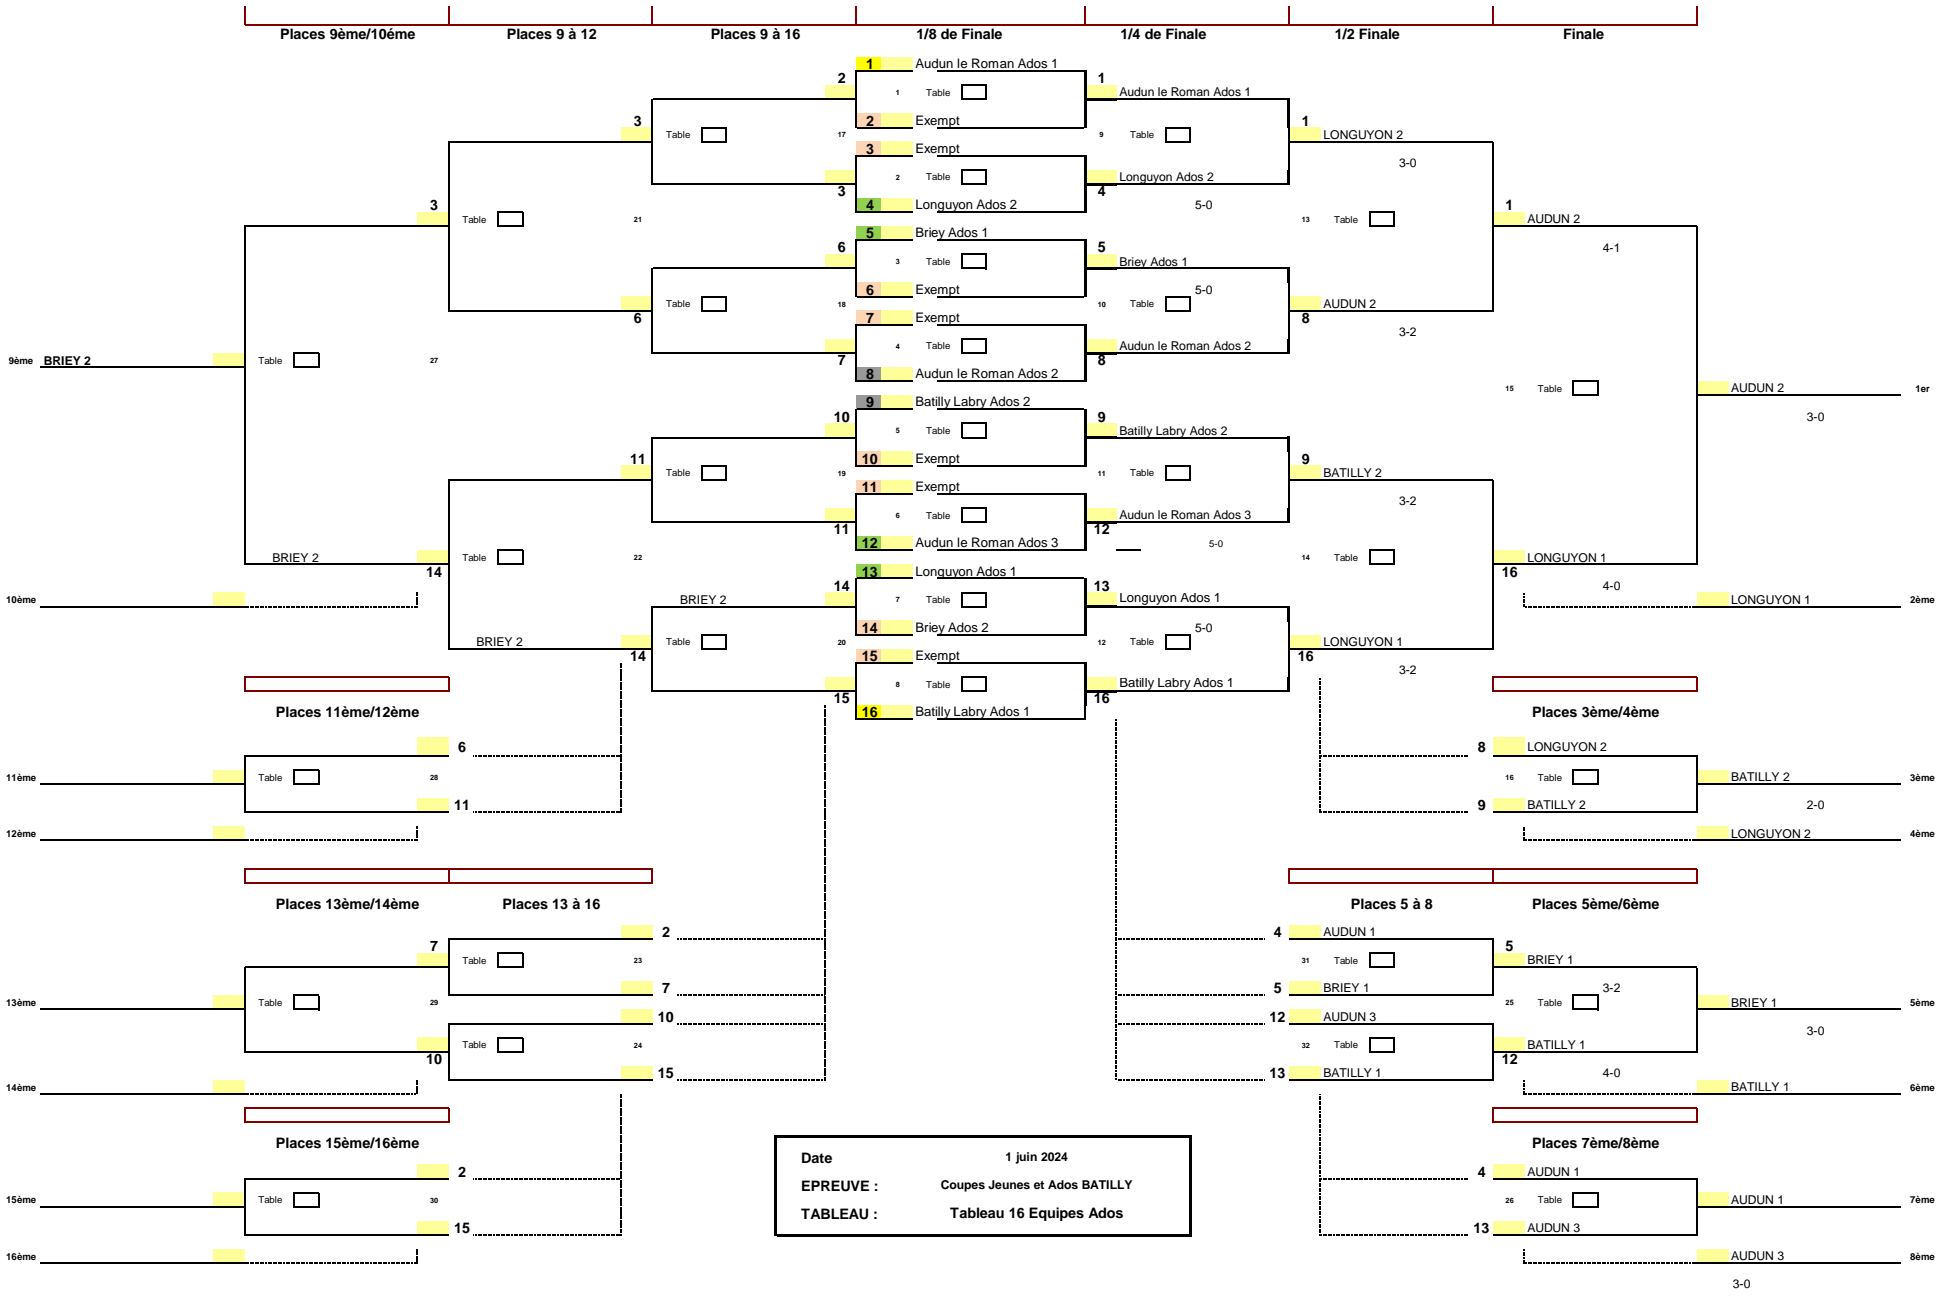 Places 9ème/10éme Places 9 à 12 Places 9 à 16 1/8 de Finale 1/4 de Finale 1/2 Finale Finale
1 Audun le Roman Ados 1
2 1
1 Table Audun le Roman Ados 1
2 Exempt
3 Table 17 9 Table 1 LONGUYON 2
3 Exempt
3-0
2 Table Longuyon Ados 2
3 4
4 Longuyon Ados 2 5-0
3 Table 21 13 Table 1 AUDUN 2
5 Briey Ados 1
6 5 4-1
3 Table Briey Ados 1
6 Exempt 5-0
Table 18 10 Table AUDUN 2
6 7 Exempt 8
3-2
4 Table Audun le Roman Ados 2
7 8
9ème BRIEY 2 Table 27
8 Audun le Roman Ados 2
15 Table AUDUN 2 1er
9 Batilly Labry Ados 2
10 9 3-0
5 Table Batilly Labry Ados 2
11 10 Exempt 9
Table 19 11 Table BATILLY 2
11 Exempt
3-2
6 Table Audun le Roman Ados 3
11 12
12 Audun le Roman Ados 3 5-0
BRIEY 2 Table 22 14 Table LONGUYON 1
14 13 Longuyon Ados 1 16
14 13 4-0
10ème BRIEY 2 7 Table Longuyon Ados 1 LONGUYON 1 2ème
14 Briey Ados 2 5-0
BRIEY 2 Table 20 12 Table LONGUYON 1
14 15 Exempt 16
3-2
8 Table Batilly Labry Ados 1
15 16
Places 11ème/12ème 16 Batilly Labry Ados 1 Places 3ème/4ème
6 8 LONGUYON 2
11ème Table 28 16 Table BATILLY 2 3ème
11 9 BATILLY 2 2-0
12ème LONGUYON 2 4ème
Places 13ème/14ème Places 13 à 16 Places 5 à 8 Places 5ème/6ème
2 4 AUDUN 1
7 5
Table 23 31 Table BRIEY 1
7 5 BRIEY 1 3-2
13ème Table 29 25 Table BRIEY 1 5ème
10 12 AUDUN 3
3-0
Table 24 32 Table BATILLY 1
10 12
15 13 BATILLY 1 4-0
14ème BATILLY 1 6ème
Places 15ème/16ème Places 7ème/8ème
Date 1 juin 2024
2 4 AUDUN 1
EPREUVE : Coupes Jeunes et Ados BATILLY
15ème Table 30 26 Table AUDUN 1 7ème
TABLEAU : Tableau 16 Equipes Ados
15 13 AUDUN 3
16ème AUDUN 3 8ème
3-0